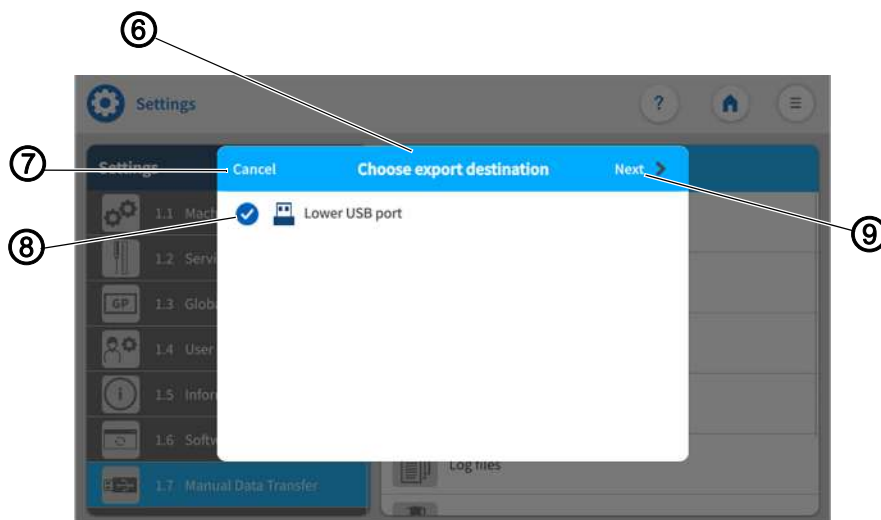 ⑥
Settings
?
⑦
Settings
Cancel
Choose export destination
Next
⑧
Lower USB port
⑨
1.1 Mach
1.2 Servi
1.3 Globa
GP
1.4 User
1.5 Infor
1.6 Softw
1.7 Manual Data Transfer
Log files